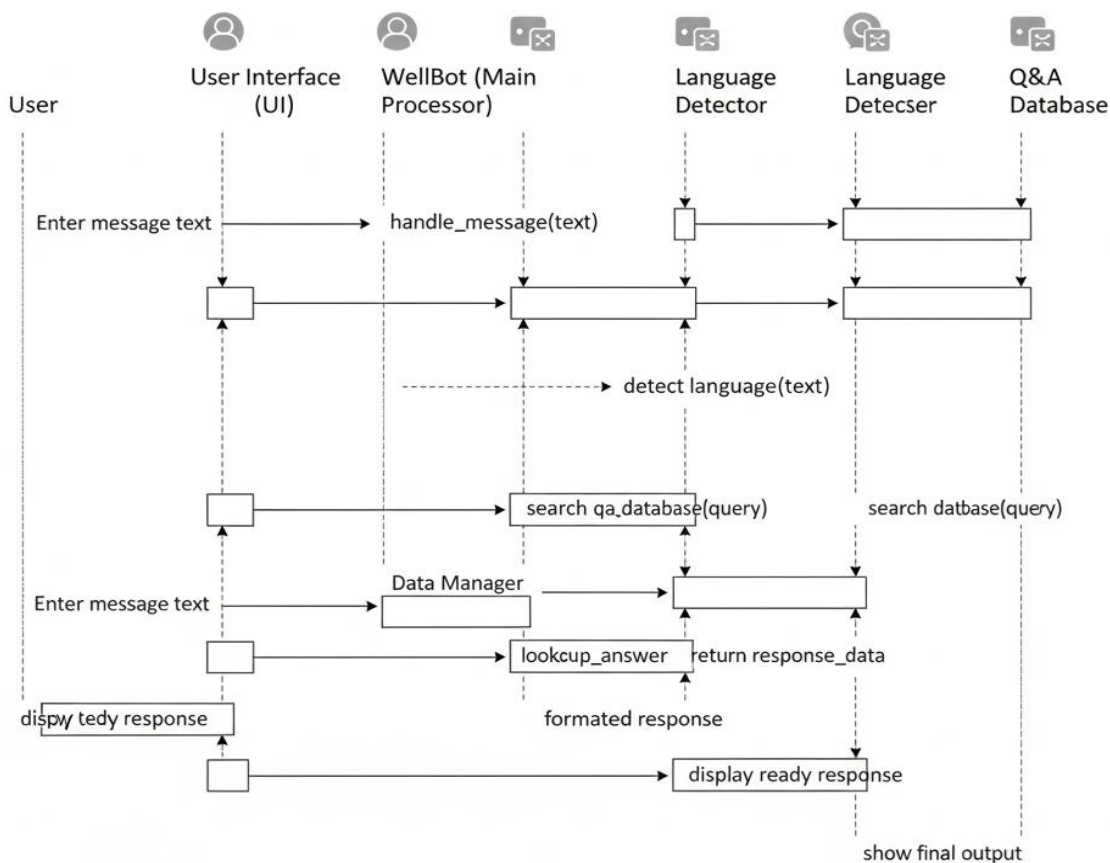 User
User Interface
(UI)
WellBot (Main
Processor)
Language
Detector
Language
Detecser
Q&A
Database
Enter message text
handle_message(text)
detect language(text)
search qa_database(query)
search datbase(query)
Data Manager
Enter message text
lookcup_answer
return response_data
dispy tedy response
formated response
display ready response
show final output